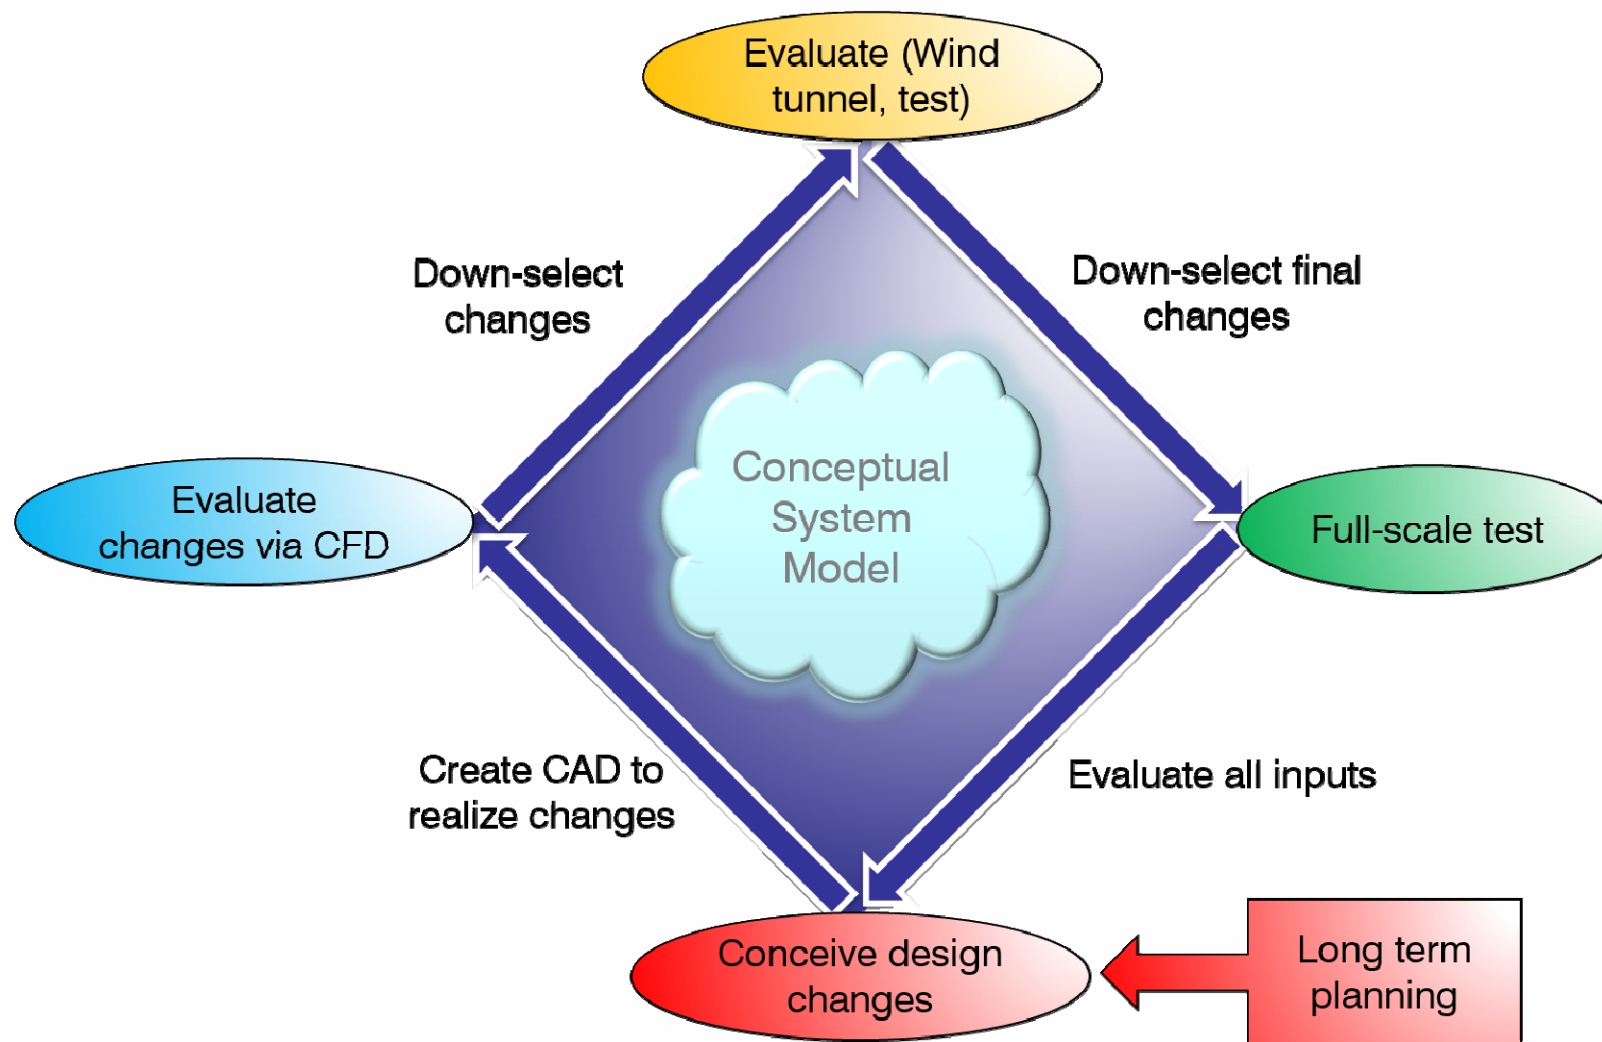 Evaluate (Wind
tunnel, test)
Down-select
changes
Down-select final
changes
Conceptual
System
Model
Evaluate
changes via CFD
Full-scale test
Create CAD to
realize changes
Evaluate all inputs
Conceive design
changes
Long term
planning